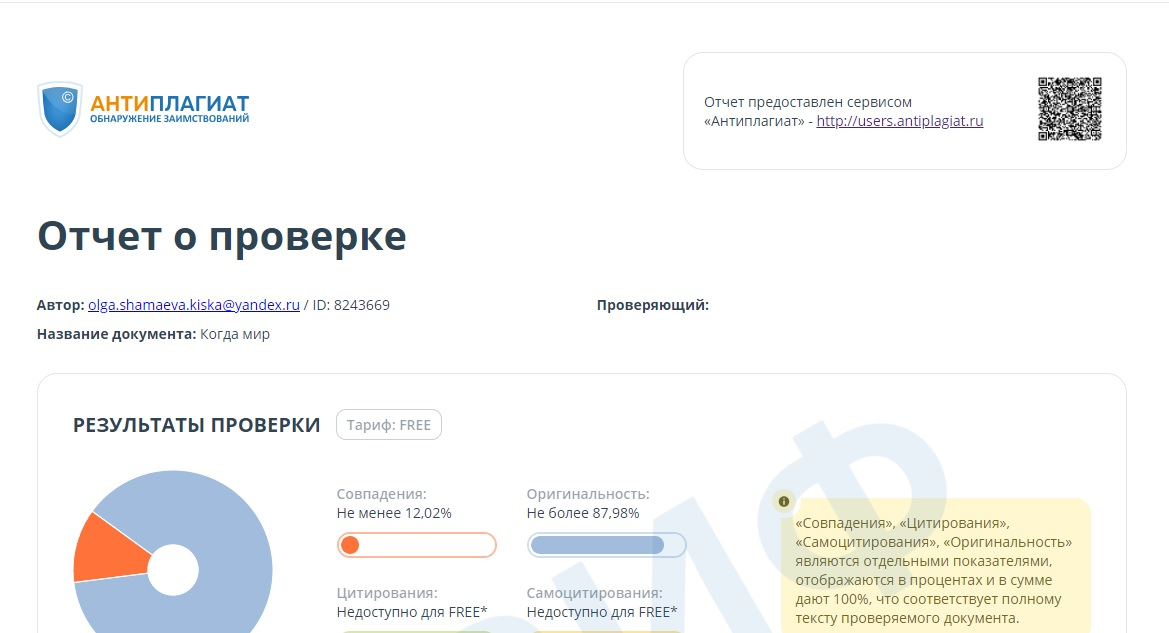 ©
АНТИПЛАГИАТ
ОБНАРУЖЕНИЕ ЗАИМСТВОВАНИЙ
Отчет предоставлен сервисом
«Антиплагиат» - http://users.antiplagiat.ru
Отчет о проверке
Автор: olga.shamaeva.kiska@yandex.ru / ID: 8243669
Проверяющий:
Название документа: Когда мир
РЕЗУЛЬТАТЫ ПРОВЕРКИ
Тариф: FREE
Совпадения:
Не менее 12,02%
Оригинальность:
Не более 87,98%
Цитирования:
Недоступно для FREE*
Самоцитирования:
Недоступно для FREE*
i
«Совпадения», «Цитирования»,
«Самоцитирования», «Оригинальность»
являются отдельными показателями,
отображаются в процентах и в сумме
дают 100%, что соответствует полному
тексту проверяемого документа.